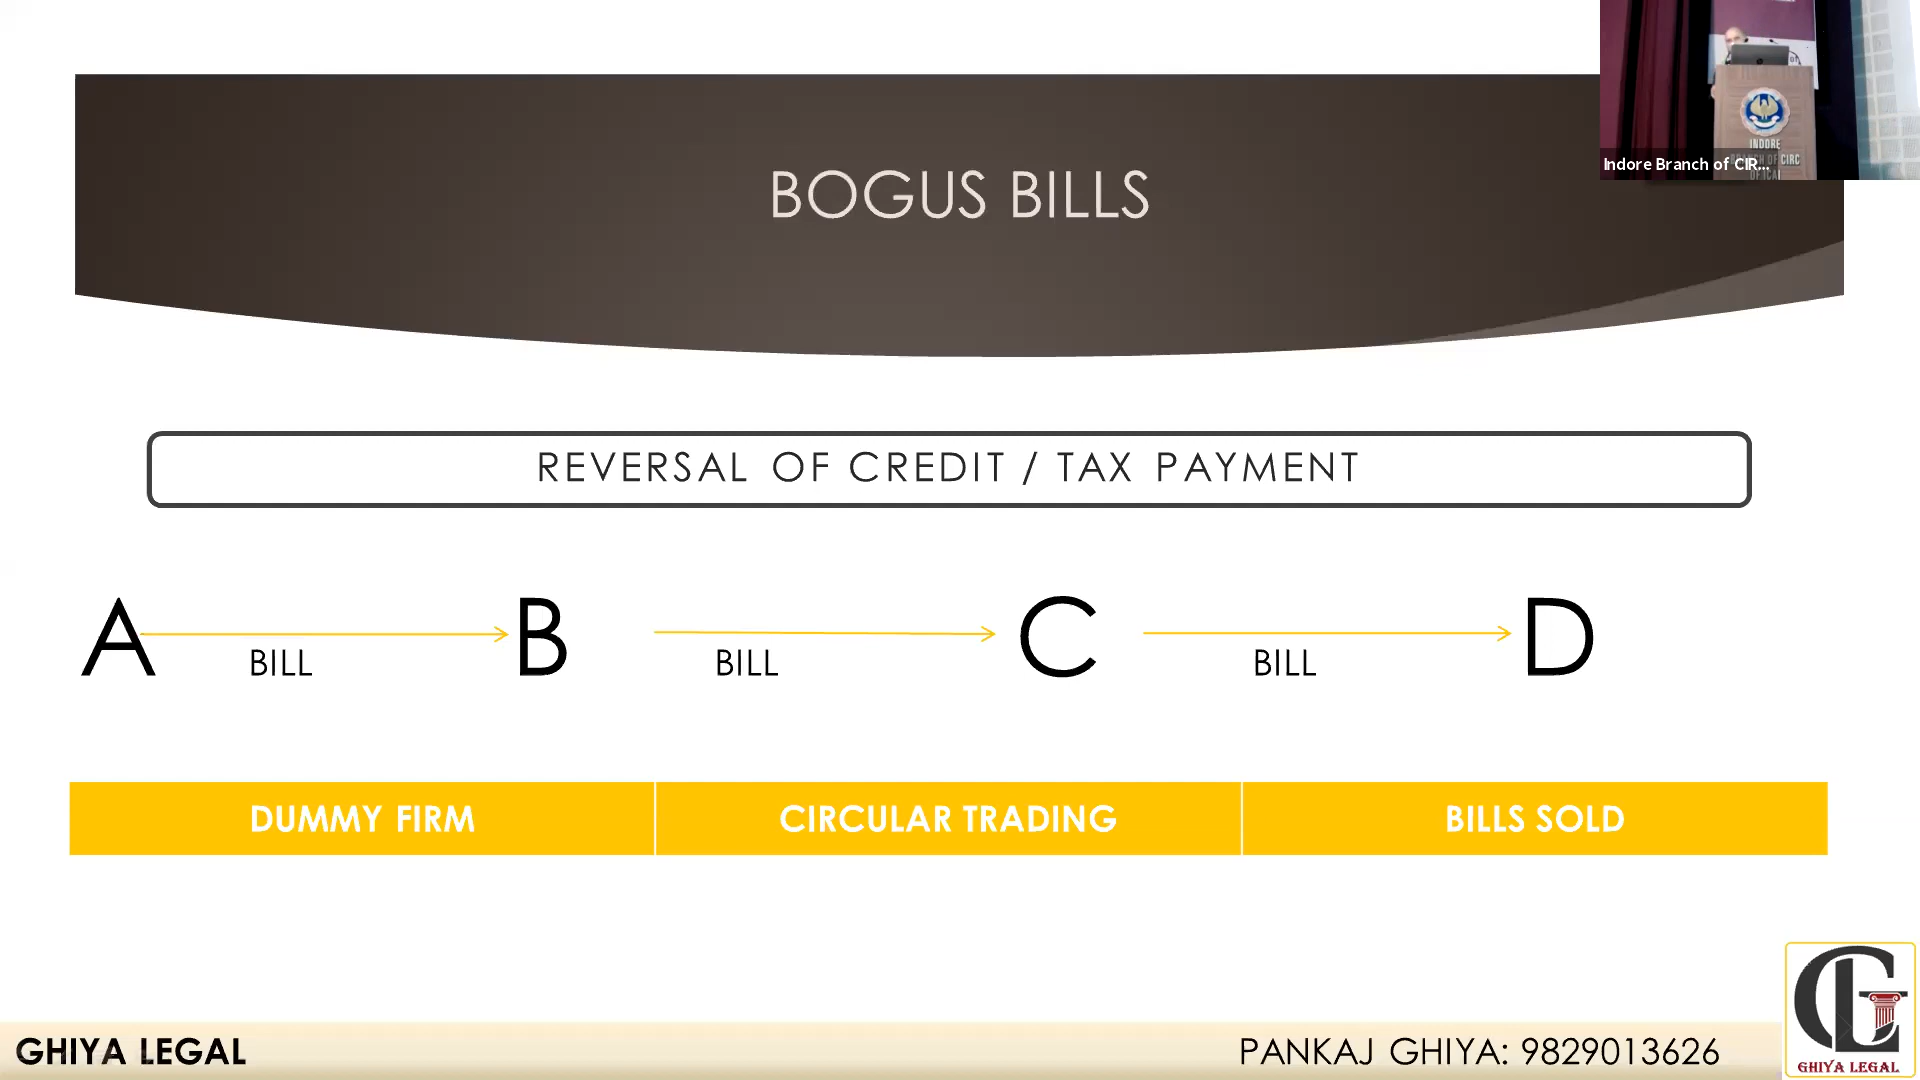 BOGUS BILLS
INDORE
Indore Branch of CIR...
REVERSAL OF CREDIT / TAX PAYMENT
A B C D
BILL BILL BILL
DUMMY FIRM CIRCULAR TRADING BILLS SOLD
GHIYA LEGAL PANKAJ GHIYA: 9829013626
GHIYA LEGAL